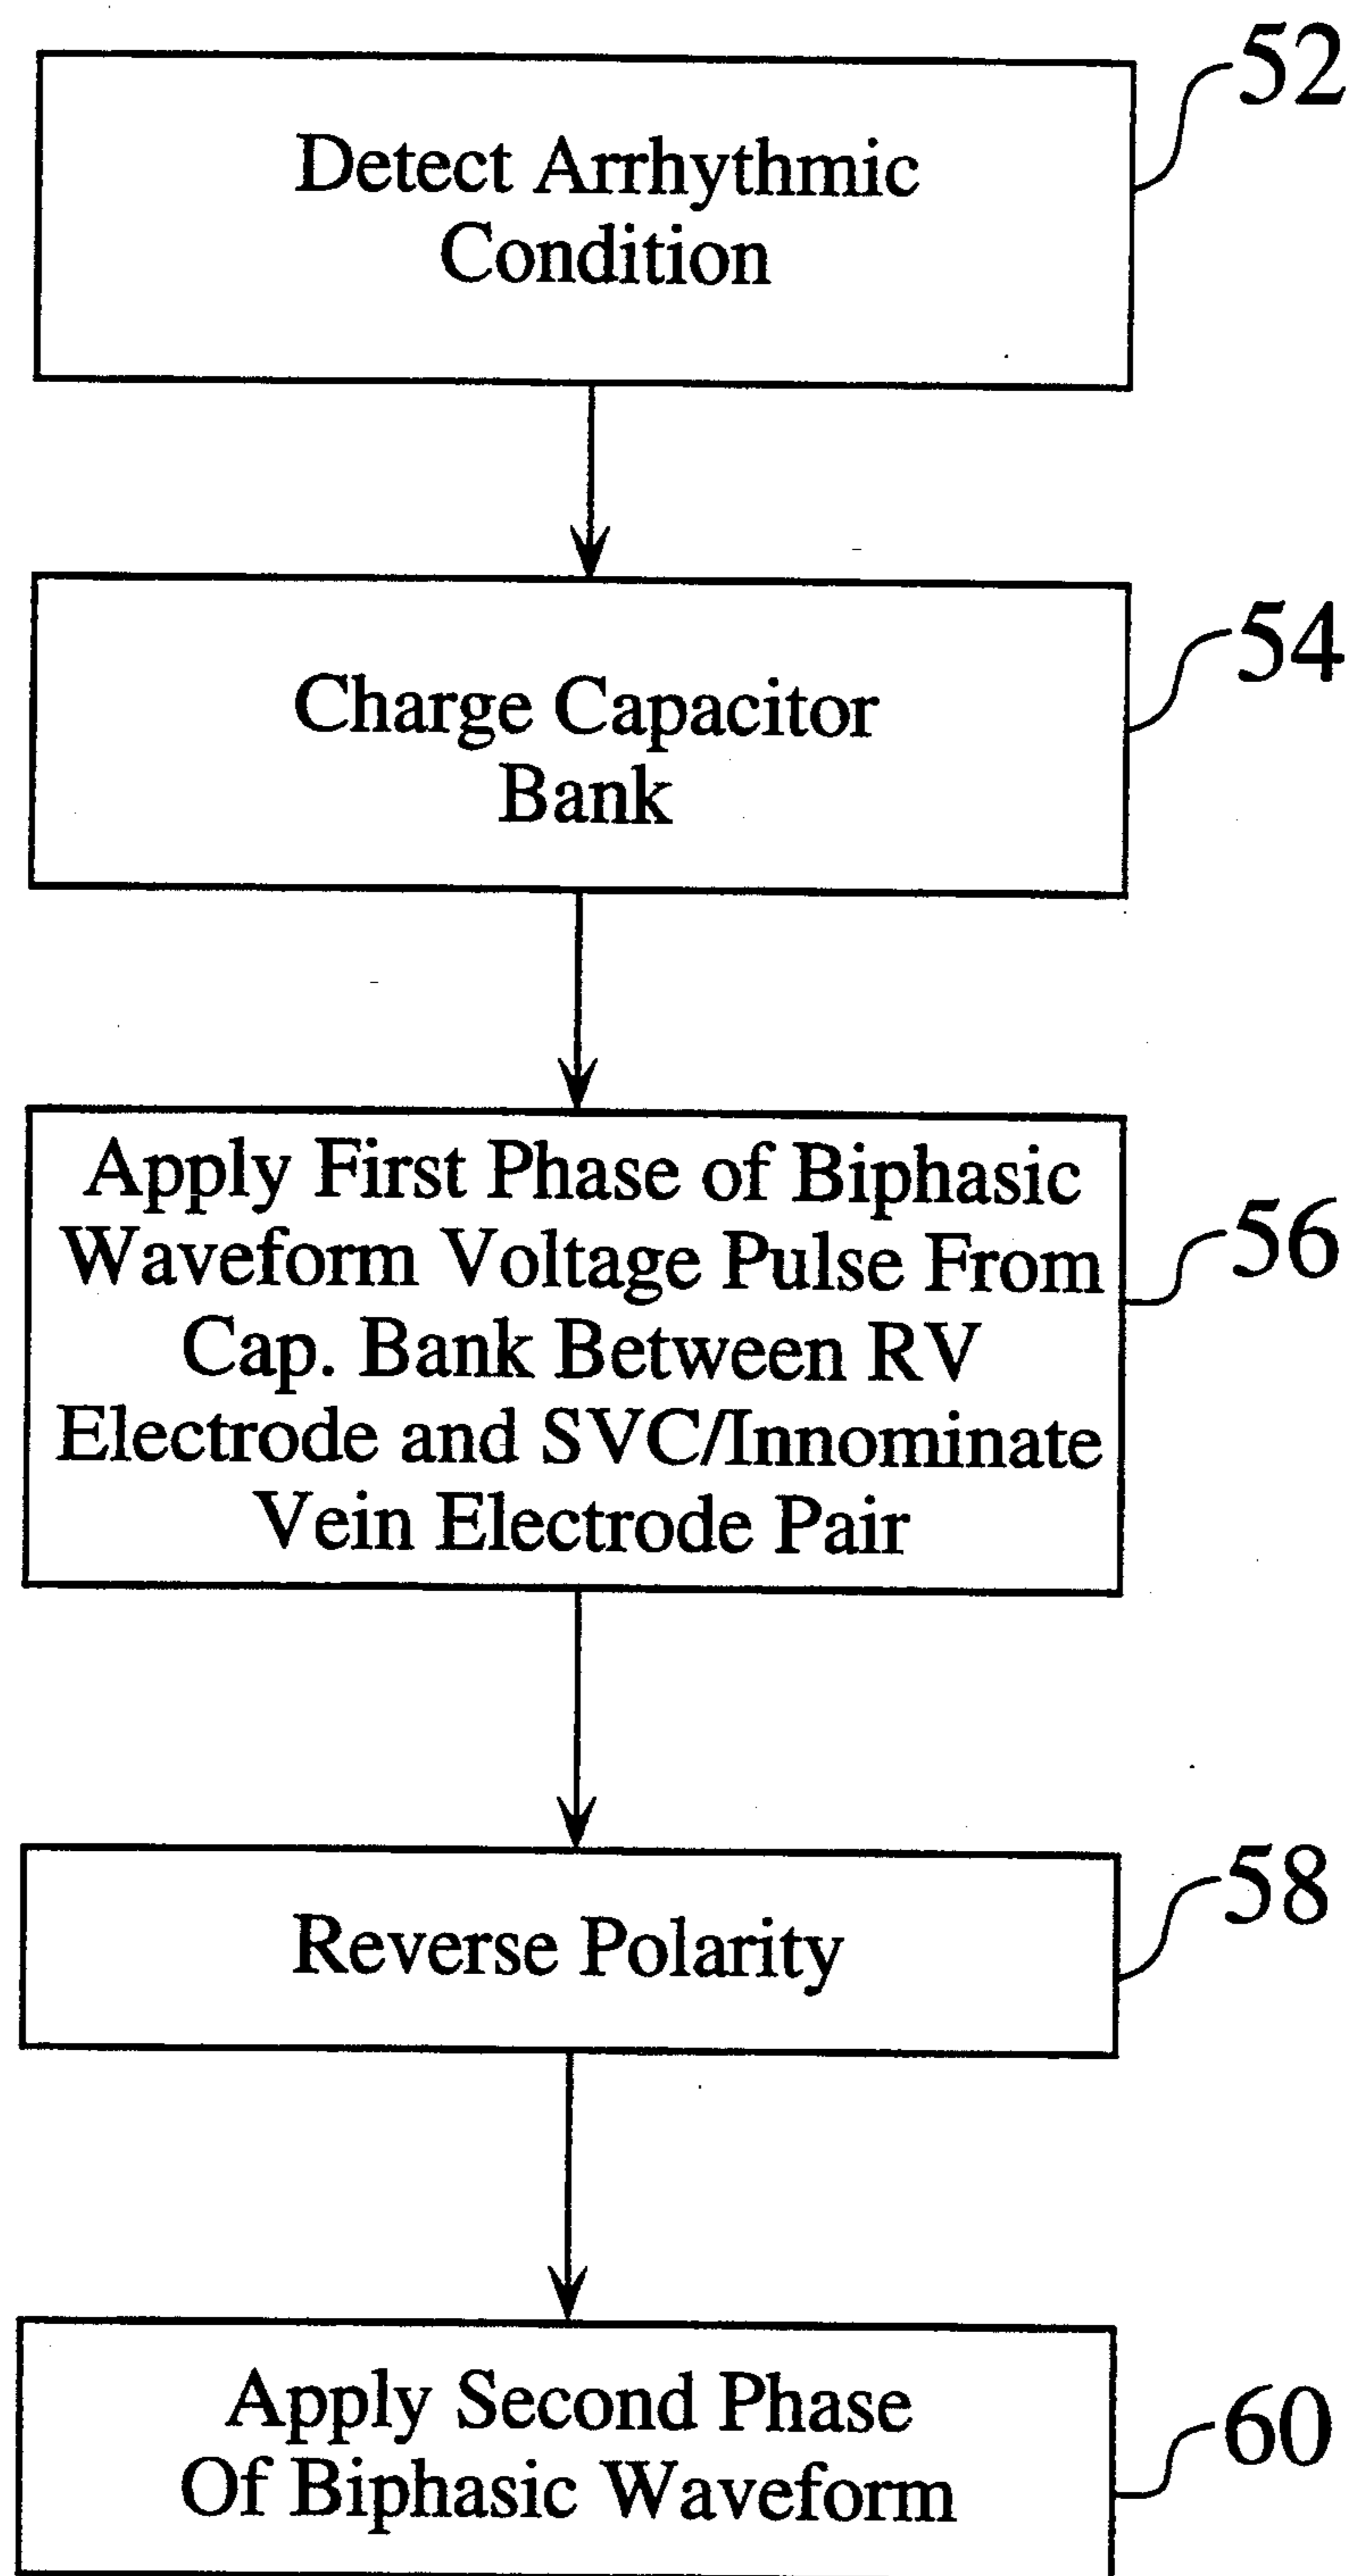 52
Detect Arrhythmic
Condition
54
Charge Capacitor
Bank
Apply First Phase of Biphasic
Waveform Voltage Pulse From
56
Cap. Bank Between RV
Electrode and SVC/Innominate
Vein Electrode Pair
58
Reverse Polarity
60
Apply Second Phase
Of Biphasic Waveform